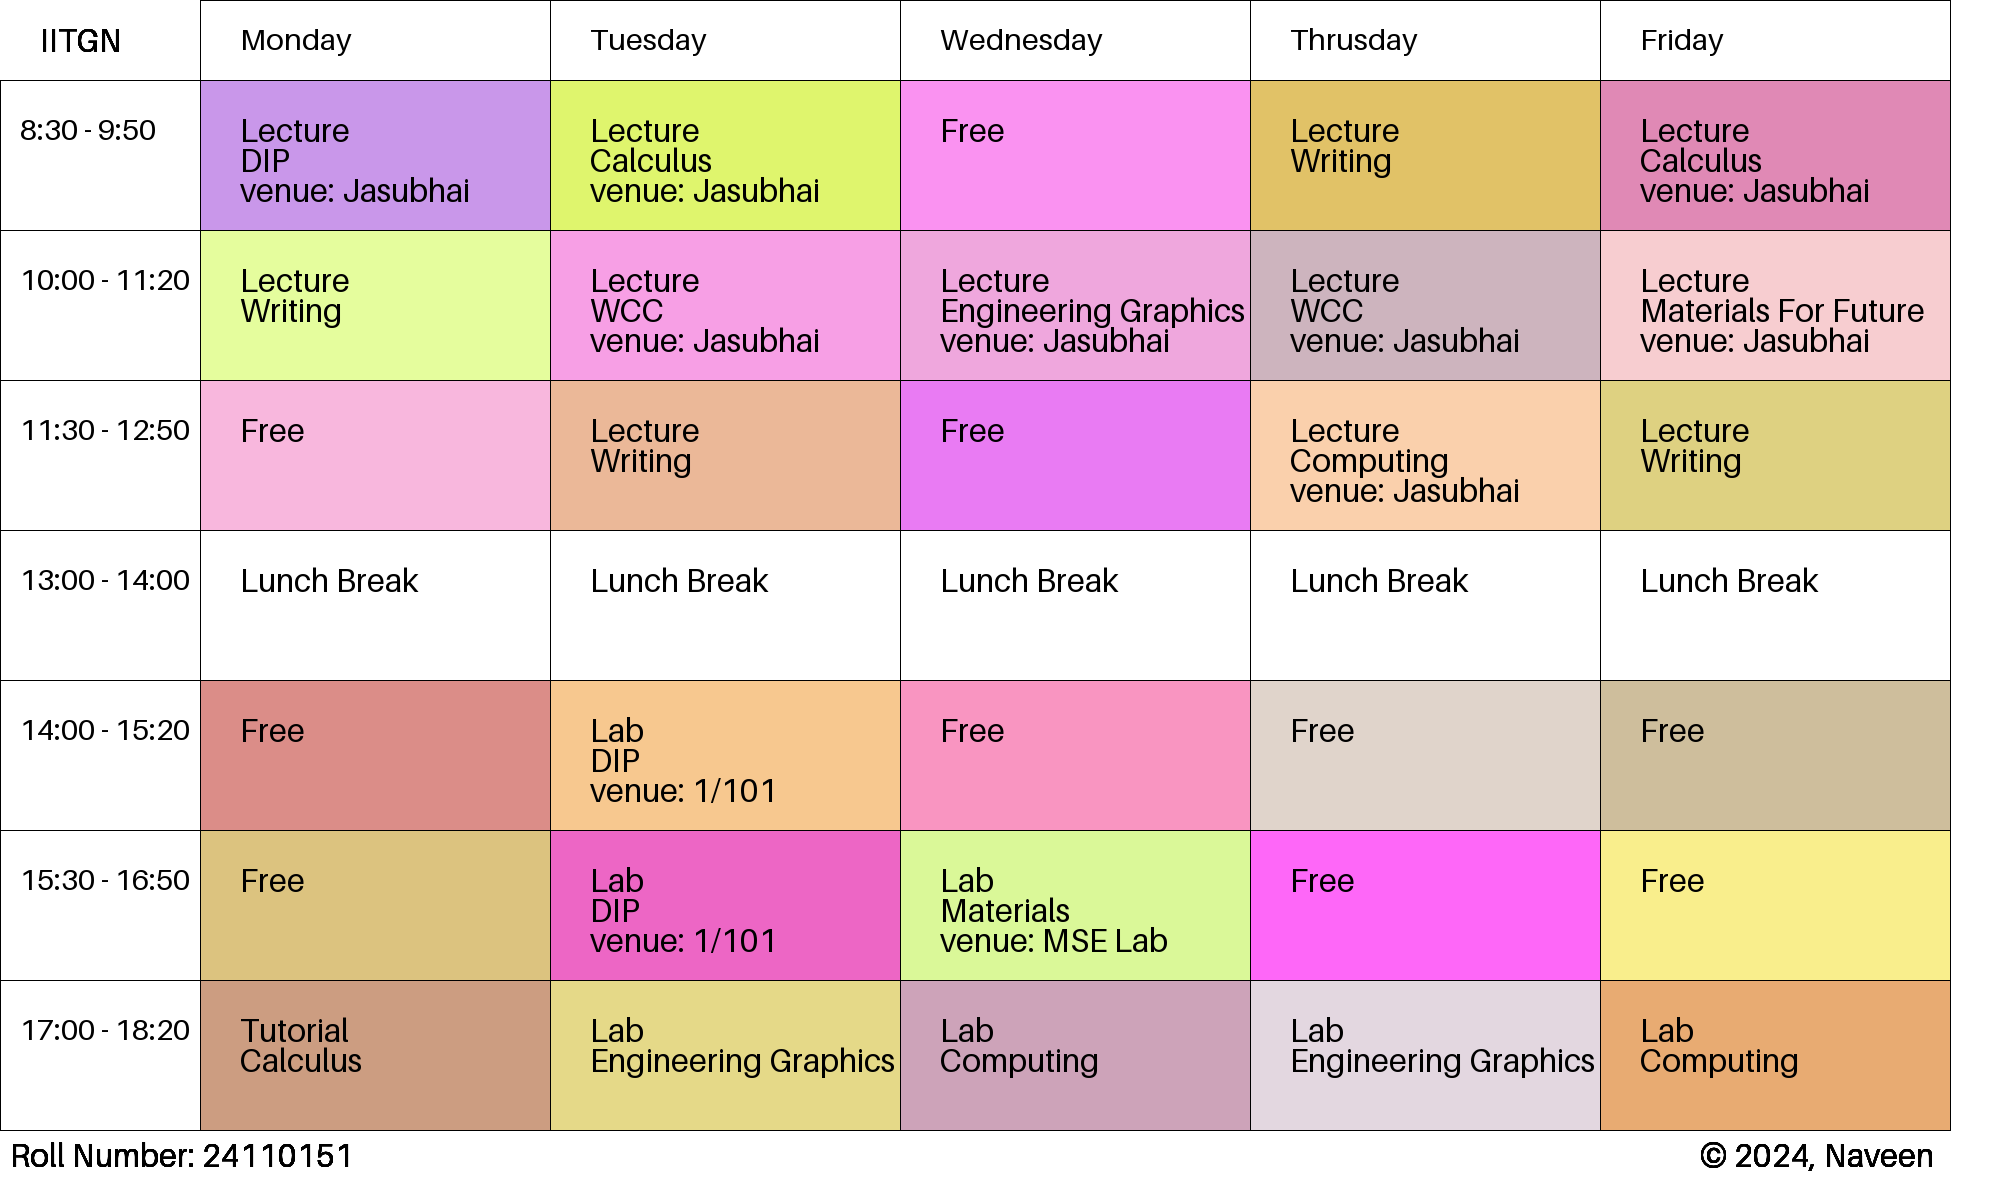 IITGN Monday Tuesday Wednesday Thrusday Friday
8:30 - 9:50
Lecture
DIP
venue: Jasubhai
Lecture
Calculus
venue: Jasubhai
Free
Lecture
Writing
Lecture
Calculus
venue: Jasubhai
10:00 - 11:20
Lecture
Writing
Lecture
WCC
venue: Jasubhai
Lecture
Engineering Graphics
venue: Jasubhai
Lecture
WCC
venue: Jasubhai
Lecture
Materials For Future
venue: Jasubhai
11:30 - 12:50
Free
Lecture
Writing
Free
Lecture
Computing
venue: Jasubhai
Lecture
Writing
13:00 - 14:00
Lunch Break
Lunch Break
Lunch Break
Lunch Break
Lunch Break
14:00 - 15:20
Free
Lab
DIP
venue: 1/101
Free
Free
Free
15:30 - 16:50
Free
Lab
DIP
venue: 1/101
Lab
Materials
venue: MSE Lab
Free
Free
17:00 - 18:20
Tutorial
Calculus
Lab
Engineering Graphics
Lab
Computing
Lab
Engineering Graphics
Lab
Computing
Roll Number: 24110151
© 2024, Naveen